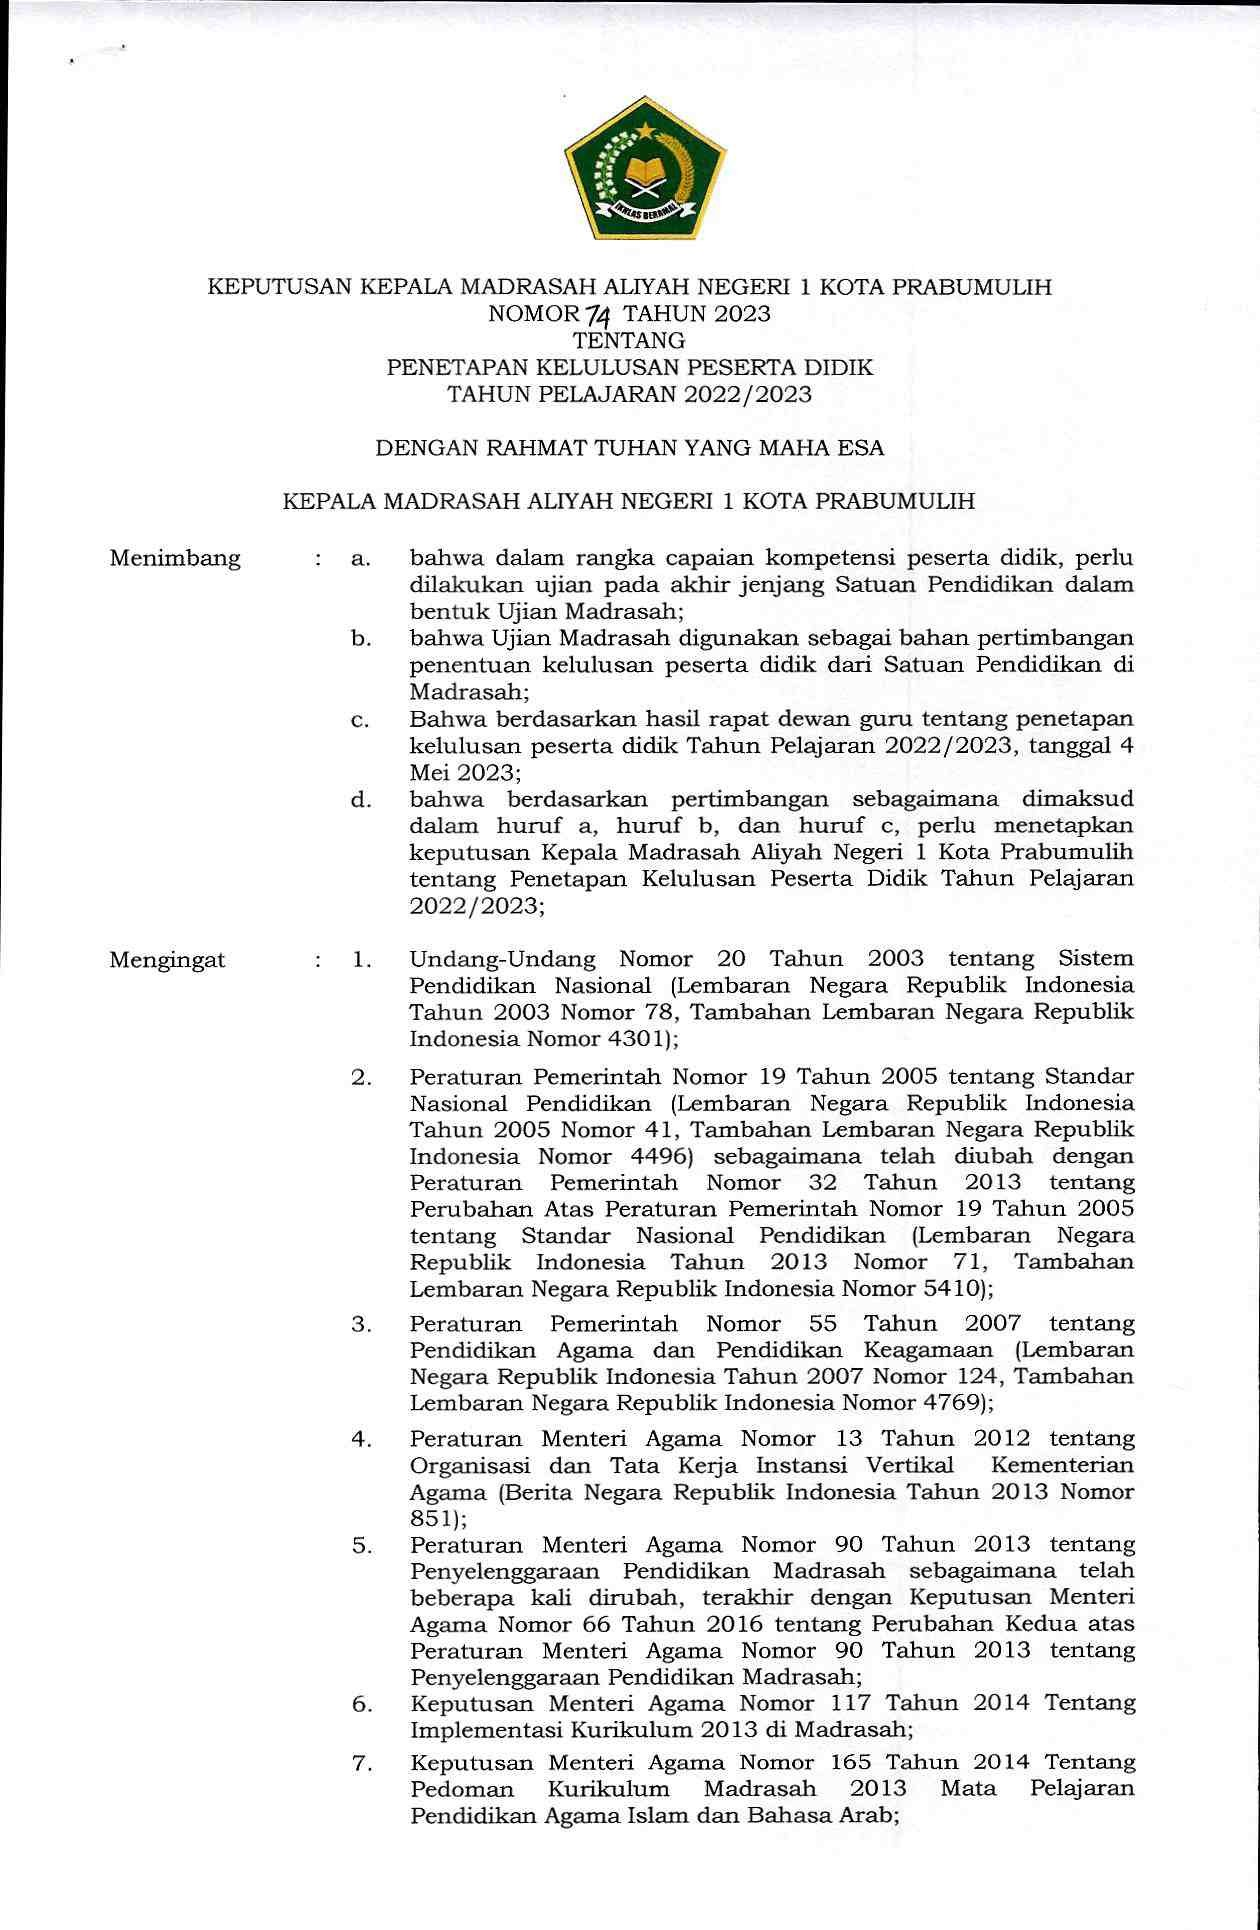 IKHLAS BERAMAL
KEPUTUSAN KEPALA MADRASAH ALIYAH NEGERI 1 KOTA PRABUMULIH
NOMOR 74 TAHUN 2023
TENTANG
PENETAPAN KELULUSAN PESERTA DIDIK
TAHUN PELAJARAN 2022/2023
DENGAN RAHMAT TUHAN YANG MAHA ESA
KEPALA MADRASAH ALIYAH NEGERI 1 KOTA PRABUMULIH
Menimbang : a. bahwa dalam rangka capaian kompetensi peserta didik, perlu
dilakukan ujian pada akhir jenjang Satuan Pendidikan dalam
bentuk Ujian Madrasah;
b. bahwa Ujian Madrasah digunakan sebagai bahan pertimbangan
penentuan kelulusan peserta didik dari Satuan Pendidikan di
Madrasah;
c. Bahwa berdasarkan hasil rapat dewan guru tentang penetapan
kelulusan peserta didik Tahun Pelajaran 2022/2023, tanggal 4
Mei 2023;
d. bahwa berdasarkan pertimbangan sebagaimana dimaksud
dalam huruf a, huruf b, dan huruf c, perlu menetapkan
keputusan Kepala Madrasah Aliyah Negeri 1 Kota Prabumulih
tentang Penetapan Kelulusan Peserta Didik Tahun Pelajaran
2022/2023;
Mengingat : 1. Undang-Undang Nomor 20 Tahun 2003 tentang Sistem
Pendidikan Nasional (Lembaran Negara Republik Indonesia
Tahun 2003 Nomor 78, Tambahan Lembaran Negara Republik
Indonesia Nomor 4301);
2. Peraturan Pemerintah Nomor 19 Tahun 2005 tentang Standar
Nasional Pendidikan (Lembaran Negara Republik Indonesia
Tahun 2005 Nomor 41, Tambahan Lembaran Negara Republik
Indonesia Nomor 4496) sebagaimana telah diubah dengan
Peraturan Pemerintah Nomor 32 Tahun 2013 tentang
Perubahan Atas Peraturan Pemerintah Nomor 19 Tahun 2005
tentang Standar Nasional Pendidikan (Lembaran Negara
Republik Indonesia Tahun 2013 Nomor 71, Tambahan
Lembaran Negara Republik Indonesia Nomor 5410);
3. Peraturan Pemerintah Nomor 55 Tahun 2007 tentang
Pendidikan Agama dan Pendidikan Keagamaan (Lembaran
Negara Republik Indonesia Tahun 2007 Nomor 124, Tambahan
Lembaran Negara Republik Indonesia Nomor 4769);
4. Peraturan Menteri Agama Nomor 13 Tahun 2012 tentang
Organisasi dan Tata Kerja Instansi Vertikal Kementerian
Agama (Berita Negara Republik Indonesia Tahun 2013 Nomor
851);
5. Peraturan Menteri Agama Nomor 90 Tahun 2013 tentang
Penyelenggaraan Pendidikan Madrasah sebagaimana telah
beberapa kali dirubah, terakhir dengan Keputusan Menteri
Agama Nomor 66 Tahun 2016 tentang Perubahan Kedua atas
Peraturan Menteri Agama Nomor 90 Tahun 2013 tentang
Penyelenggaraan Pendidikan Madrasah;
6. Keputusan Menteri Agama Nomor 117 Tahun 2014 Tentang
Implementasi Kurikulum 2013 di Madrasah;
7. Keputusan Menteri Agama Nomor 165 Tahun 2014 Tentang
Pedoman Kurikulum Madrasah 2013 Mata Pelajaran
Pendidikan Agama Islam dan Bahasa Arab;